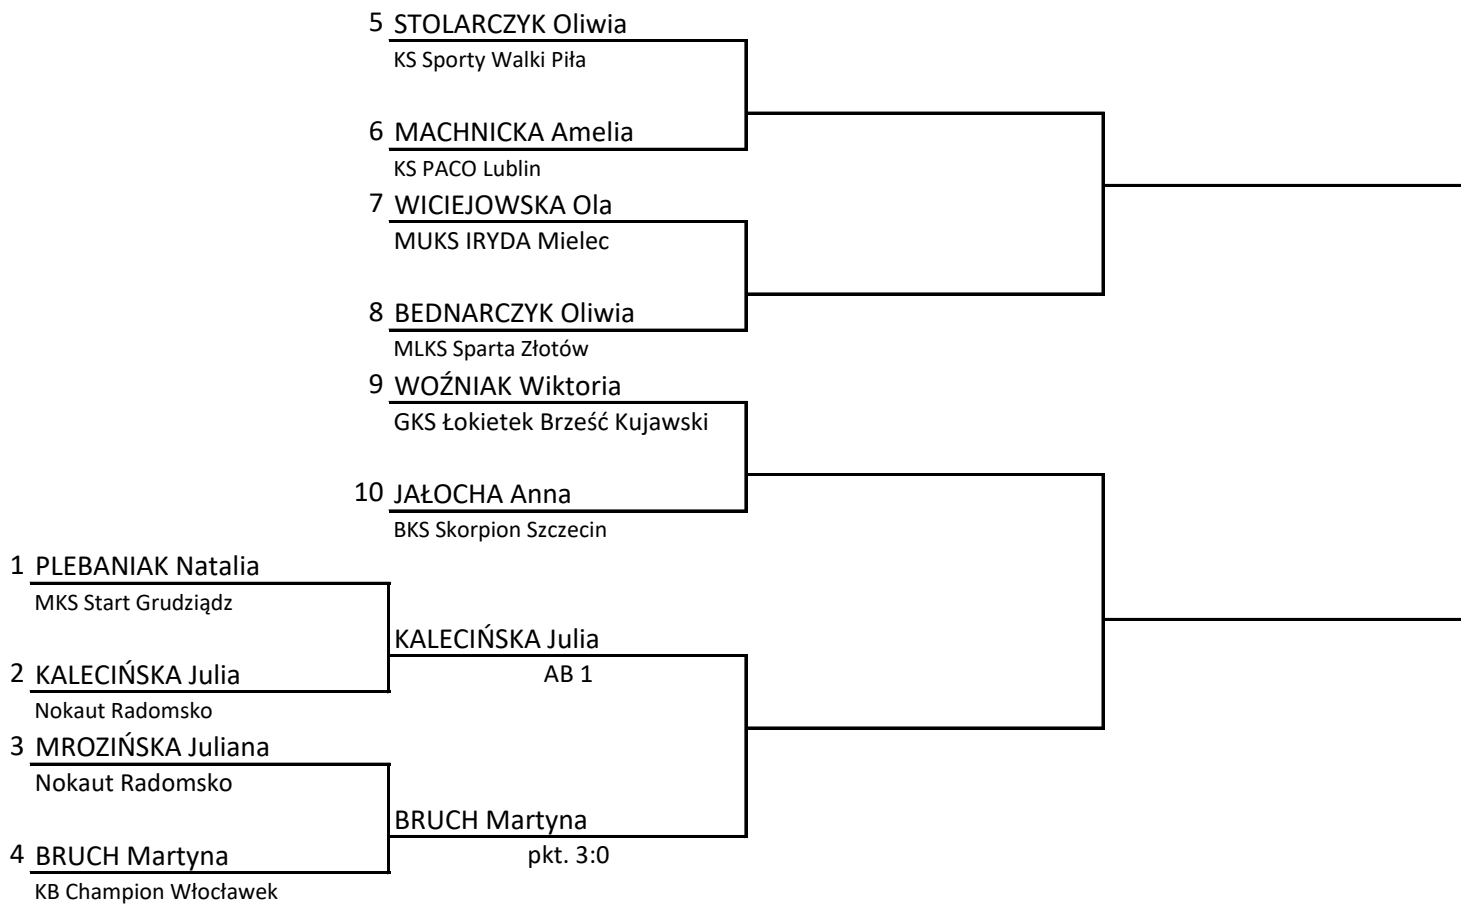 5 STOLARCZYK Oliwia
KS Sporty Walki Piła
6 MACHNICKA Amelia
KS PACO Lublin
7 WICIEJOWSKA Ola
MUKS IRYDA Mielec
8 BEDNARCZYK Oliwia
MLKS Sparta Złotów
9 WOŹNIAK Wiktoria
GKS Łokietek Brześć Kujawski
10 JAŁOCHA Anna
BKS Skorpion Szczecin
1 PLEBANIAK Natalia
MKS Start Grudziądz
KALECIŃSKA Julia
AB 1
2 KALECIŃSKA Julia
Nokaut Radomsko
3 MROZIŃSKA Juliana
Nokaut Radomsko
BRUCH Martyna
pkt. 3:0
4 BRUCH Martyna
KB Champion Włocławek